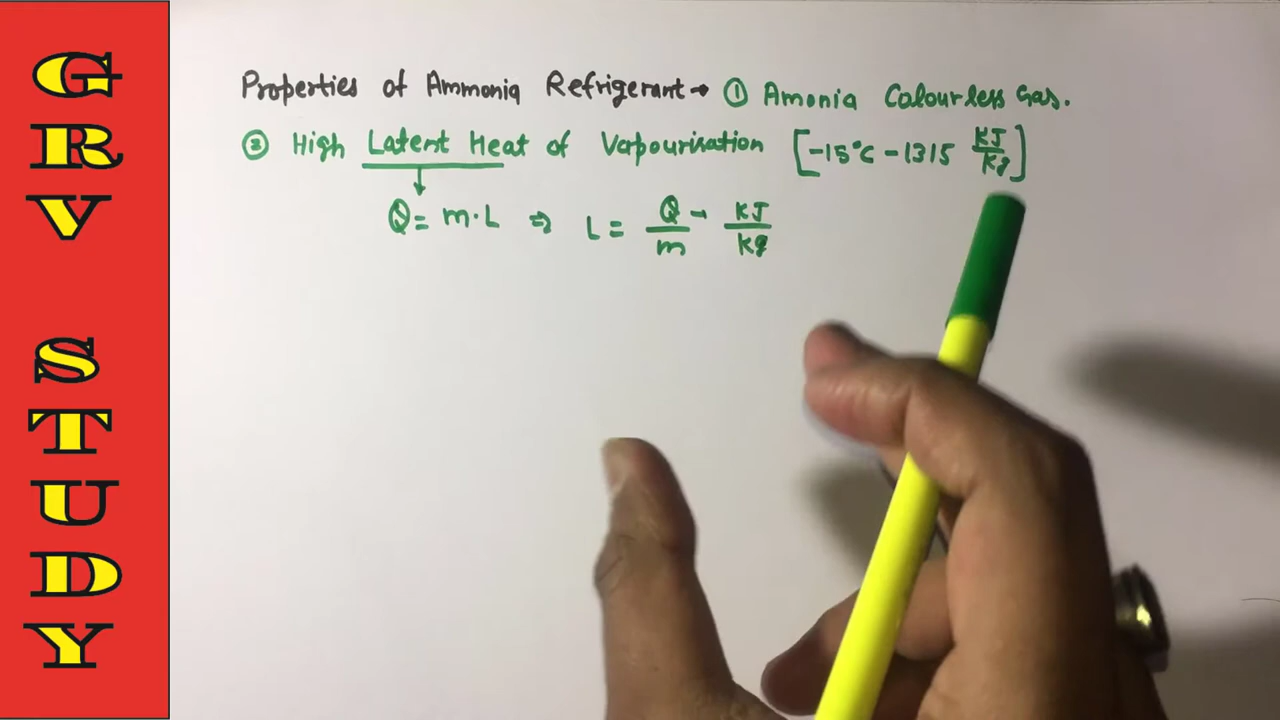 GRV STUDY
Properties of Ammonia Refrigerant → ① Amonia Colourless Gas.
② High Latent Heat of Vapourisation [-15°C - 1315 KJ/Kg]
Q = m·L ⇒ L = Q/m - KJ/Kg